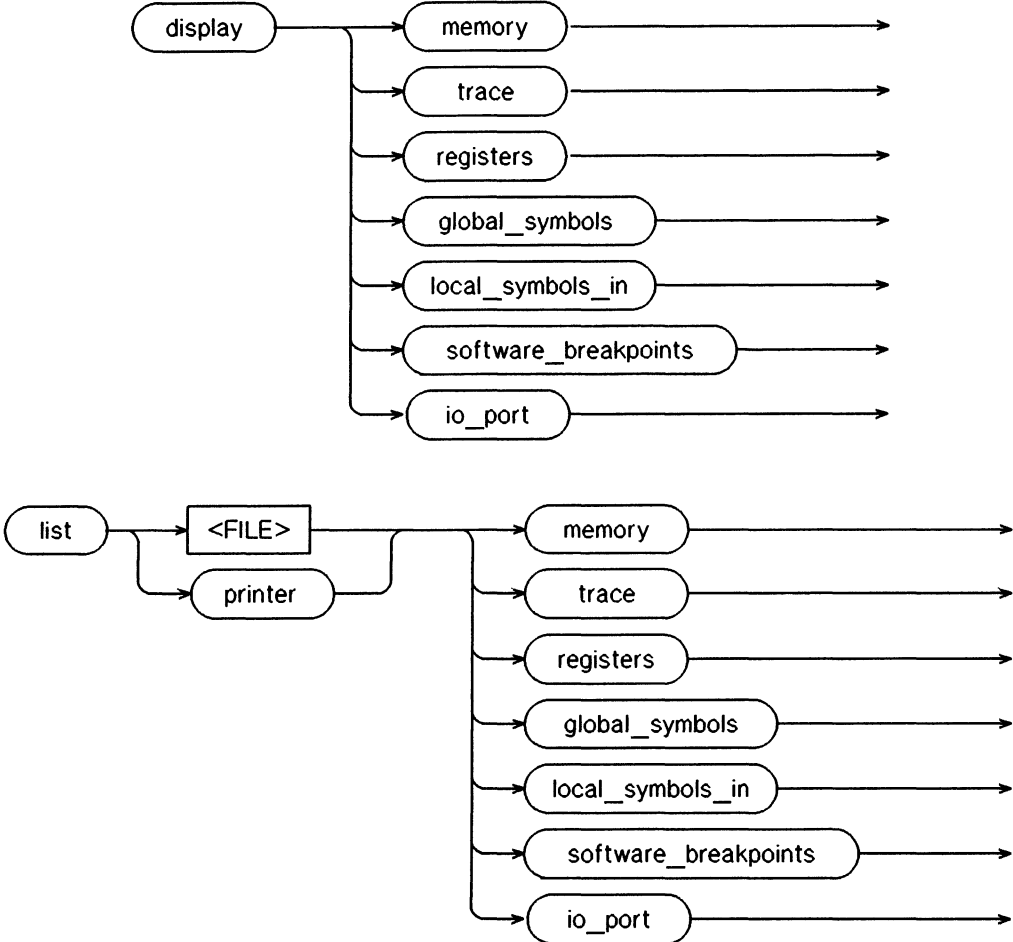 display
memory
trace
registers
global_symbols
local_symbols_in
software_breakpoints
io_port
list
<FILE>
printer
memory
trace
registers
global_symbols
local_symbols_in
software_breakpoints
io_port